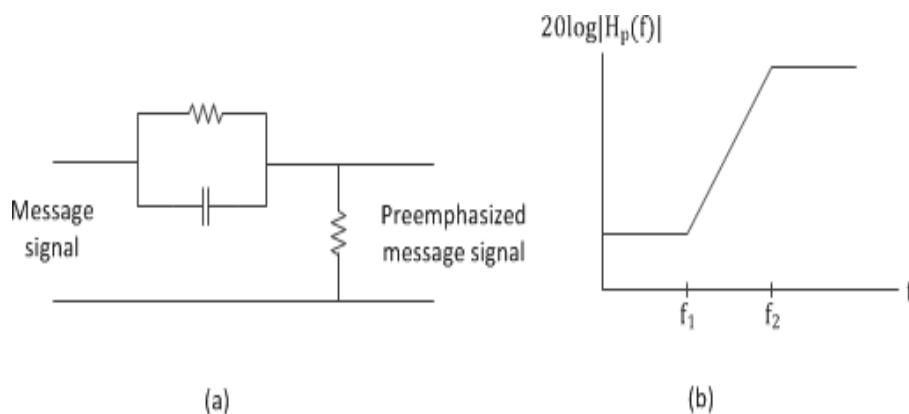 20log|Hₚ(f)|
Message
signal
Preemphasized
message signal
f₁
f₂
f
(a)
(b)